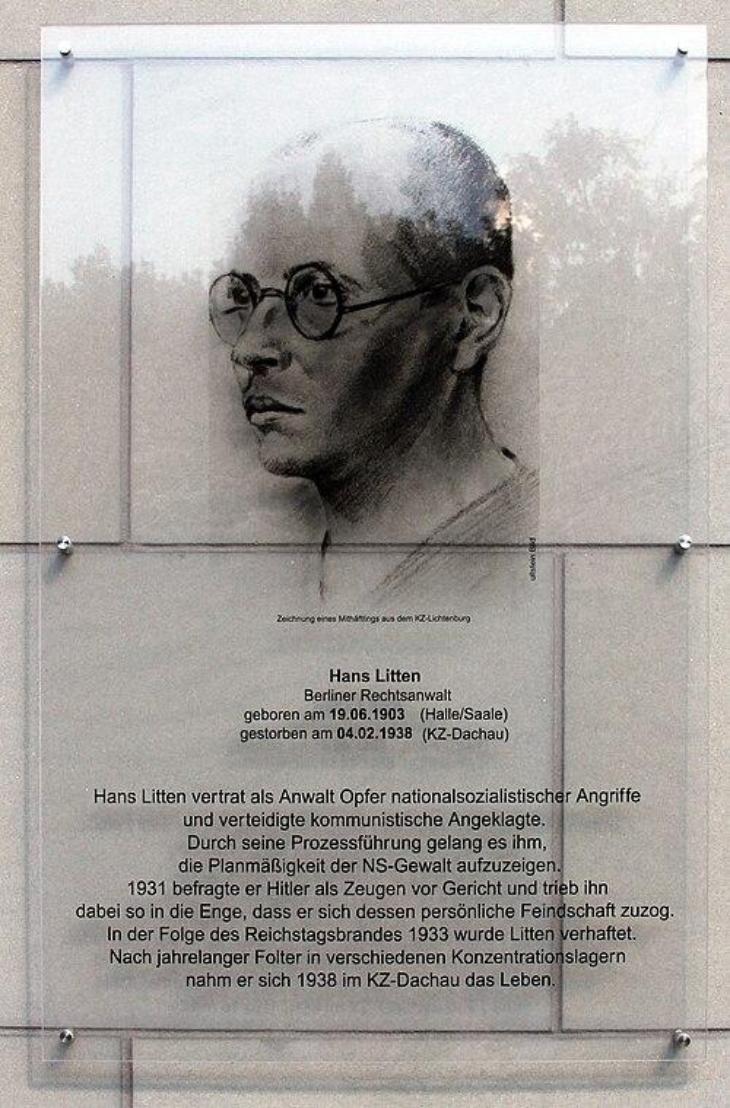 ullstein Bild
Zeichnung eines Mithäftlings aus dem KZ-Lichtenburg
Hans Litten
Berliner Rechtsanwalt
geboren am 19.06.1903 (Halle/Saale)
gestorben am 04.02.1938 (KZ-Dachau)
Hans Litten vertrat als Anwalt Opfer nationalsozialistischer Angriffe
und verteidigte kommunistische Angeklagte.
Durch seine Prozessführung gelang es ihm,
die Planmäßigkeit der NS-Gewalt aufzuzeigen.
1931 befragte er Hitler als Zeugen vor Gericht und trieb ihn
dabei so in die Enge, dass er sich dessen persönliche Feindschaft zuzog.
In der Folge des Reichstagsbrandes 1933 wurde Litten verhaftet.
Nach jahrelanger Folter in verschiedenen Konzentrationslagern
nahm er sich 1938 im KZ-Dachau das Leben.